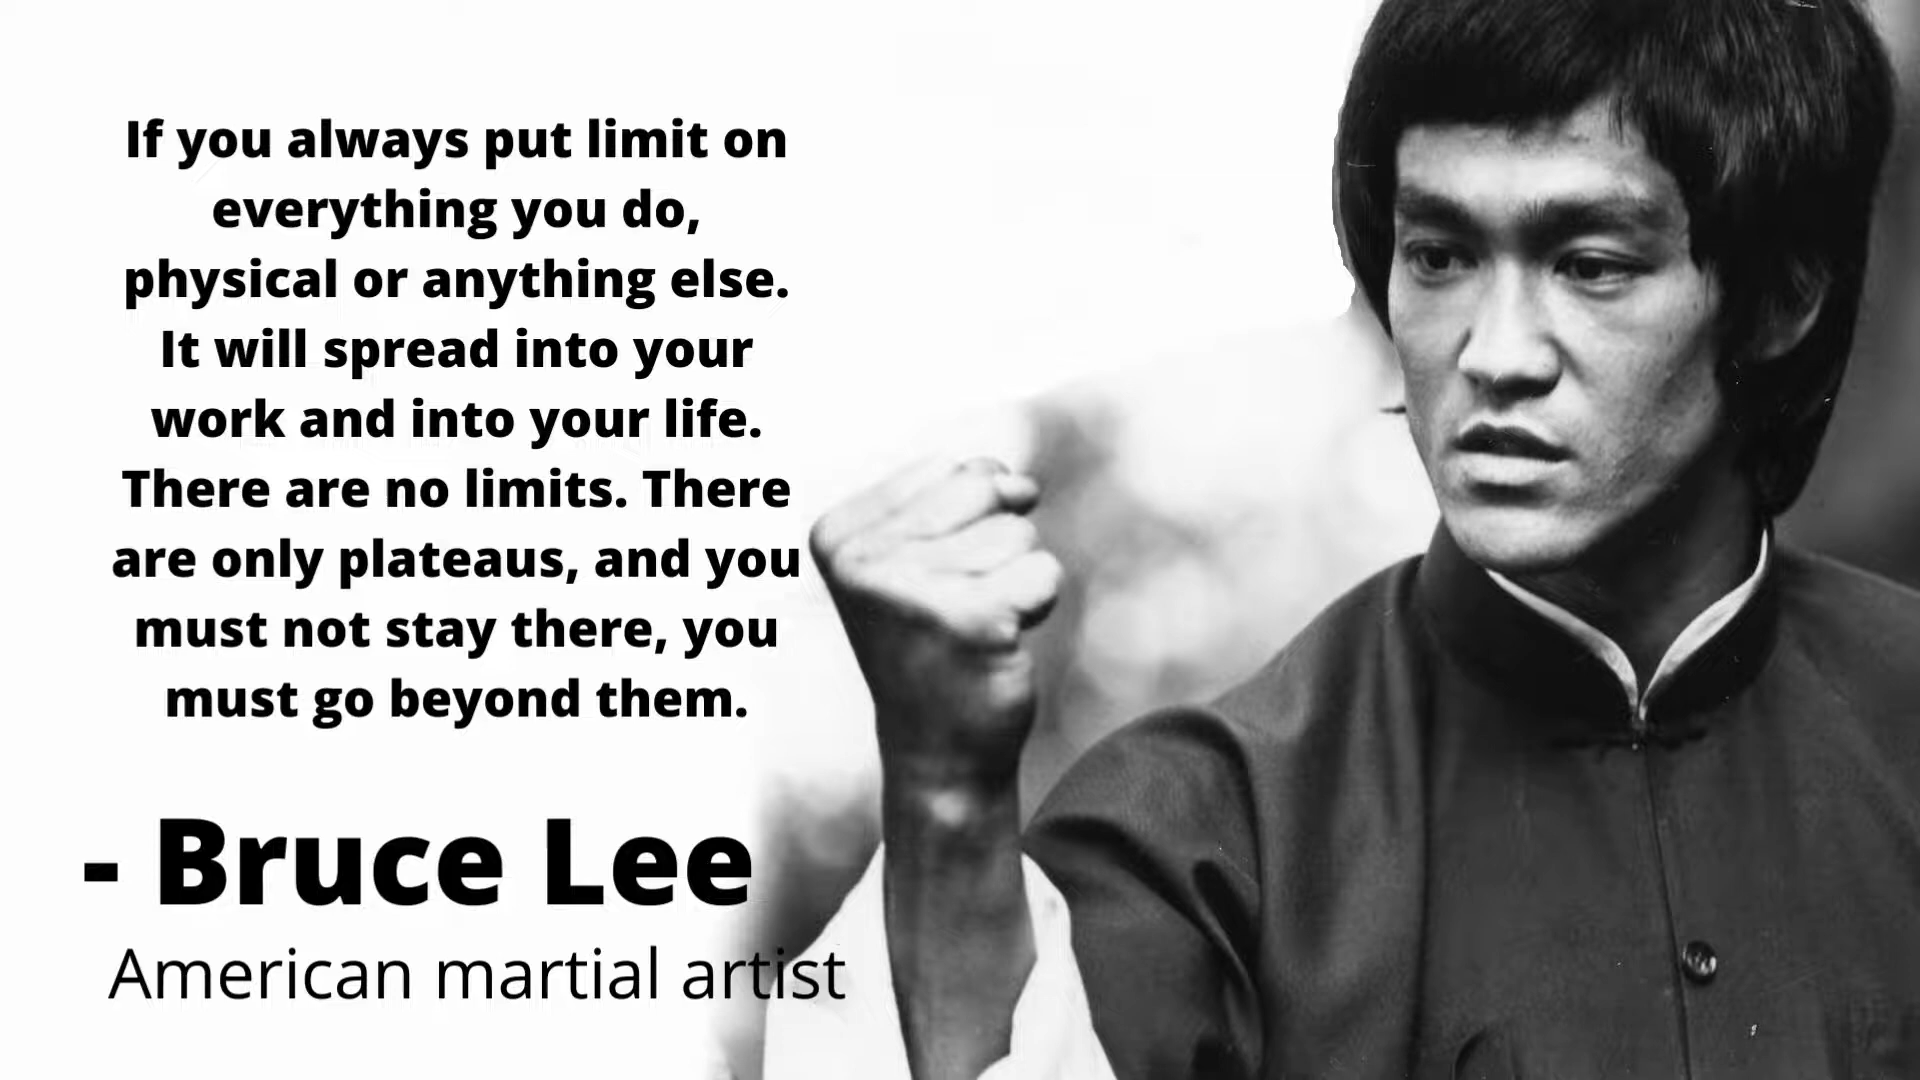 If you always put limit on
everything you do,
physical or anything else.
It will spread into your
work and into your life.
There are no limits. There
are only plateaus, and you
must not stay there, you
must go beyond them.
- Bruce Lee
American martial artist